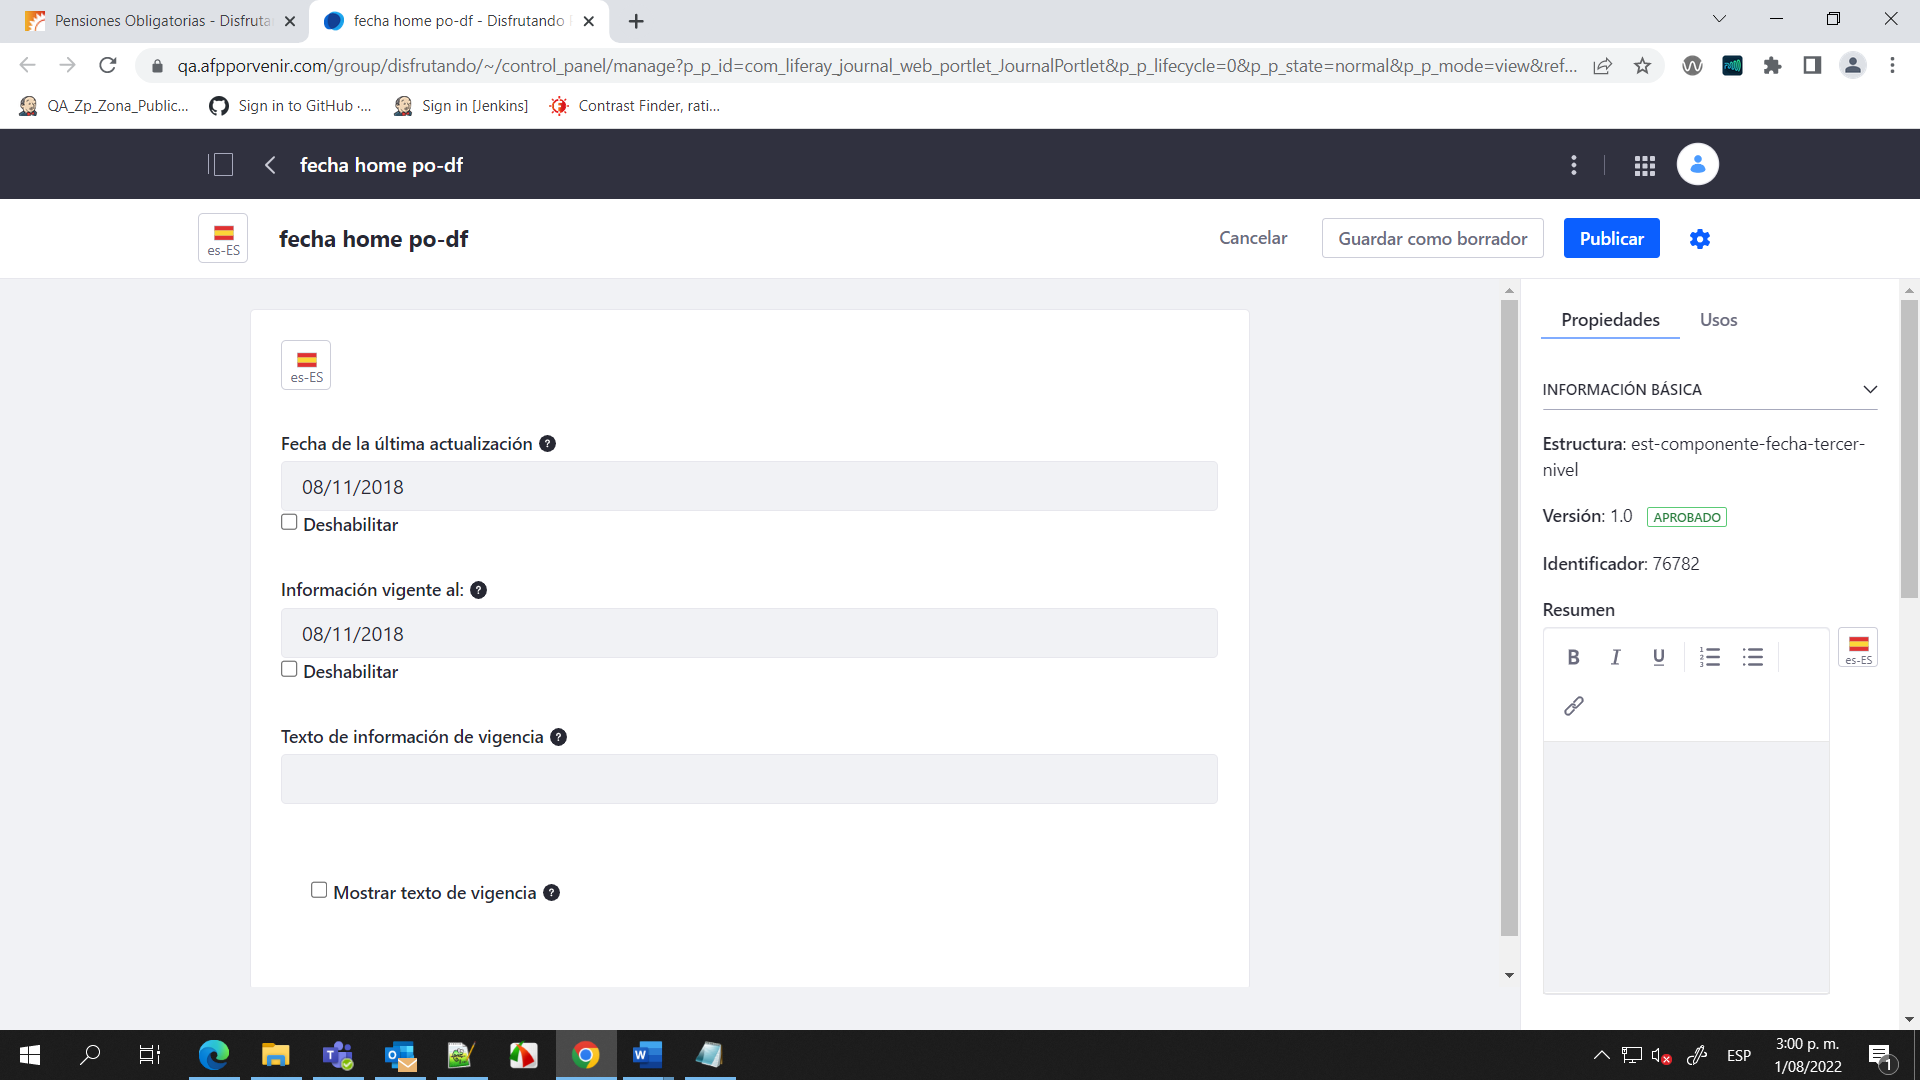 Pensiones Obligatorias - Disfruta
fecha home po-df - Disfrutando
qa.afpporvenir.com/group/disfrutando/~/control_panel/manage?p_p_id=com_liferay_journal_web_portlet_JournalPortlet&p_p_lifecycle=0&p_p_state=normal&p_p_mode=view&ref...
QA_Zp_Zona_Public...
Sign in to GitHub ·...
Sign in [Jenkins]
Contrast Finder, rati...
fecha home po-df
es-ES
fecha home po-df
Cancelar
Guardar como borrador
Publicar
es-ES
Fecha de la última actualización
08/11/2018
Deshabilitar
Información vigente al:
08/11/2018
Deshabilitar
Texto de información de vigencia
Mostrar texto de vigencia
Propiedades
Usos
INFORMACIÓN BÁSICA
Estructura: est-componente-fecha-tercer-
nivel
Versión: 1.0 APROBADO
Identificador: 76782
Resumen
B I U
es-ES
ESP
3:00 p. m.
1/08/2022
1